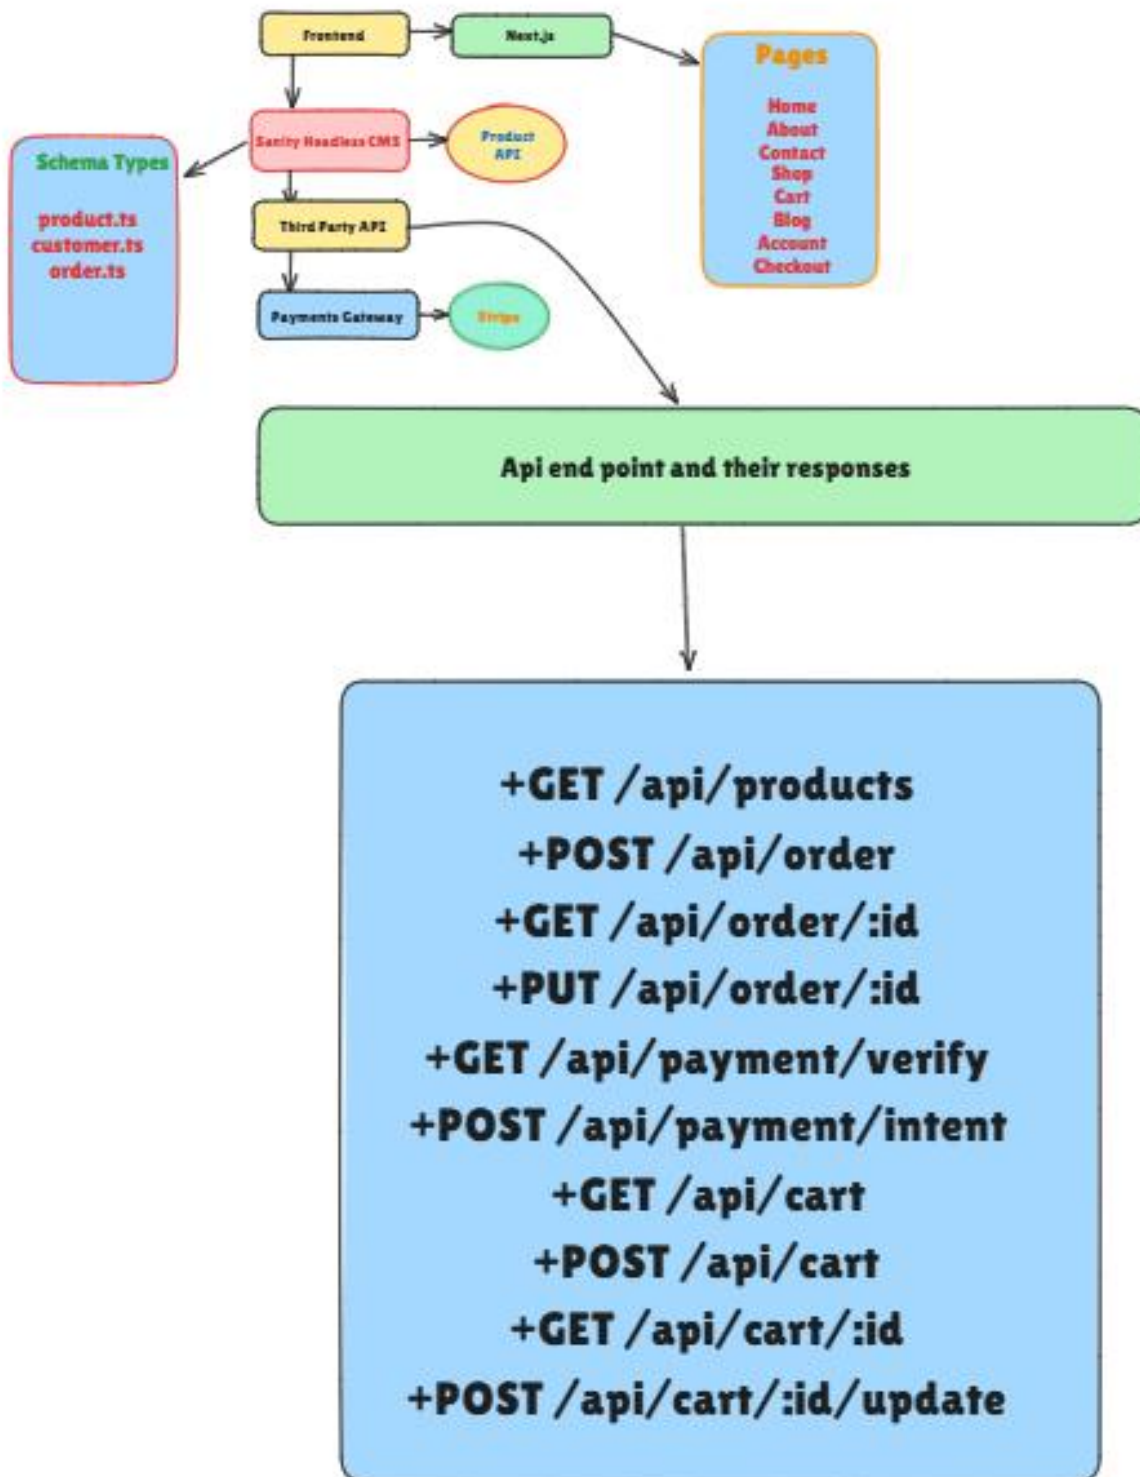 Frontend
Next.js
Pages
Home
About
Contact
Shop
Cart
Blog
Account
Checkout
Sanity Headless CMS
Product
API
Schema Types
product.ts
customer.ts
order.ts
Third Party API
Payments Gateway
Stripe
Api end point and their responses
+GET /api/products
+POST /api/order
+GET /api/order/:id
+PUT /api/order/:id
+GET /api/payment/verify
+POST /api/payment/intent
+GET /api/cart
+POST /api/cart
+GET /api/cart/:id
+POST /api/cart/:id/update